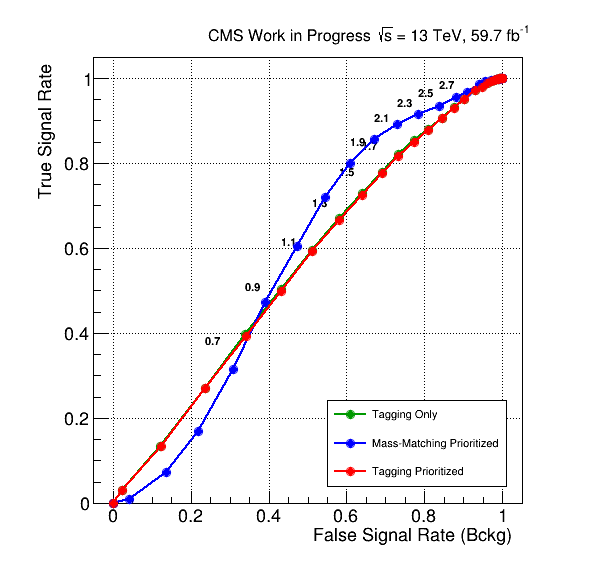 CMS Work in Progress √s = 13 TeV, 59.7 fb⁻¹
True Signal Rate
1
0.8
0.6
0.4
0.2
0
2.7
2.5
2.3
2.1
1.9
1.7
1.5
1.3
1.1
0.9
0.7
Tagging Only
Mass-Matching Prioritized
Tagging Prioritized
0 0.2 0.4 0.6 0.8 1
False Signal Rate (Bckg)